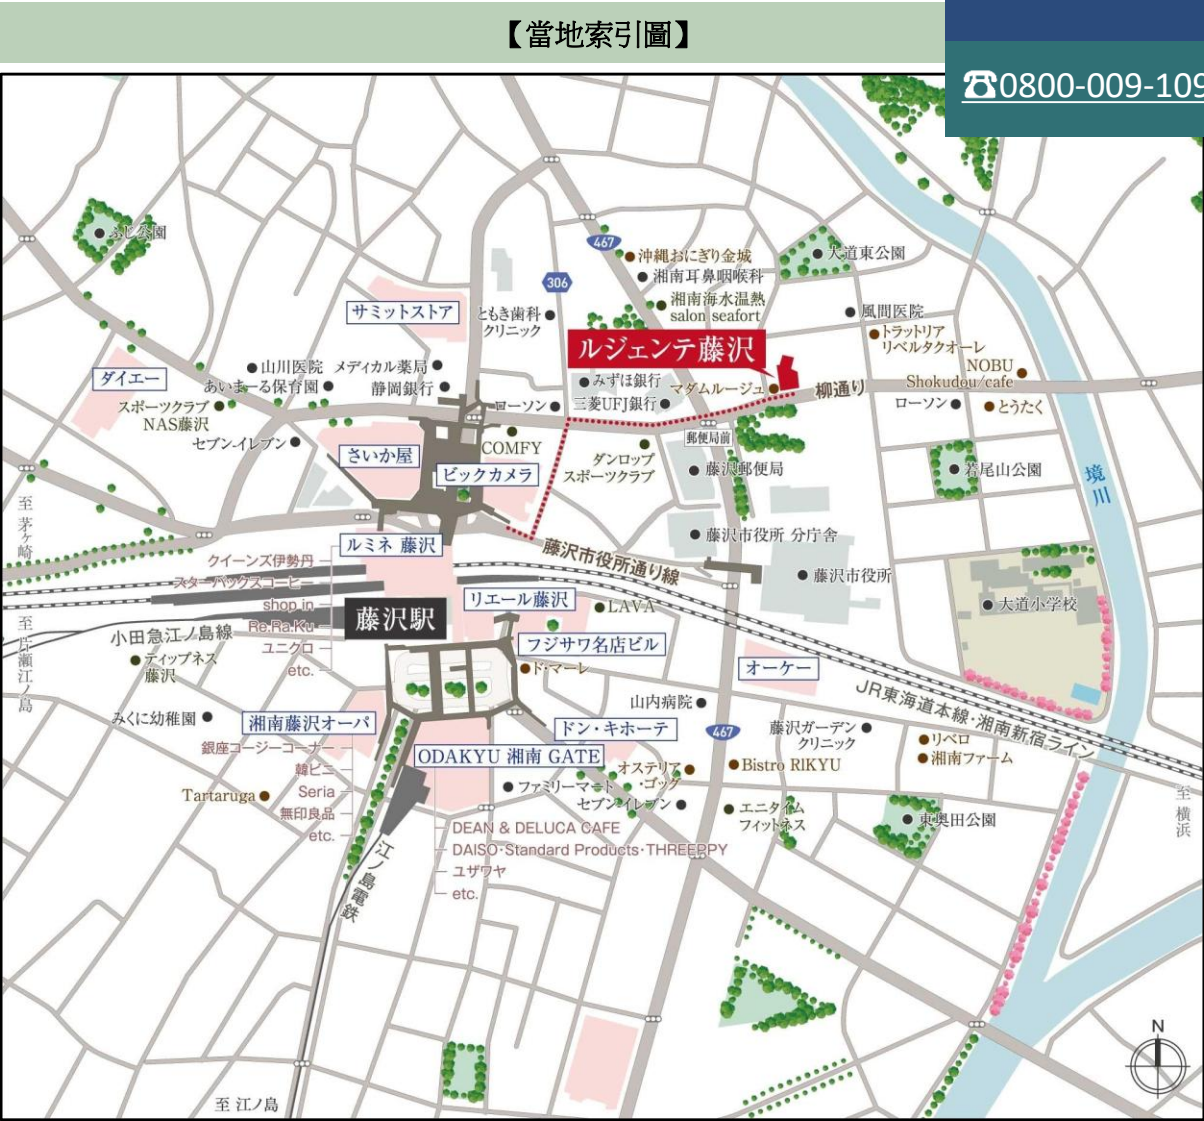 【當地索引圖】
☎0800-009-109
ふじ公園
467
沖縄おにぎり金城
湘南耳鼻咽喉科
大道東公園
306
湘南海水温熱
salon seafort
サミットストア
ともき歯科
クリニック
風間医院
トラットリア
リベルタクオーレ
ルジェンテ藤沢
山川医院
メディカル薬局
みずほ銀行
マダムルージュ
NOBU
Shokudou/cafe
ダイエー
あいまーる保育園
静岡銀行
柳通り
スポーツクラブ
NAS藤沢
ローソン
三菱UFJ銀行
ローソン
とうたく
セブン-イレブン
COMFY
郵便局前
さいか屋
ビックカメラ
ダンロップ
スポーツクラブ
藤沢郵便局
若尾山公園
境川
至 茅ヶ崎
ルミネ 藤沢
藤沢市役所通り線
藤沢市役所 分庁舎
クイーンズ伊勢丹
スターバックスコーヒー
shop in
Re.Ra.Ku
ユニクロ
etc.
藤沢市役所
リエール藤沢
LAVA
大道小学校
藤沢駅
至 片瀬江ノ島
小田急江ノ島線
ティップネス
藤沢
フジサワ名店ビル
ド・マーレ
オーケー
JR東海道本線・湘南新宿ライン
山内病院
みくに幼稚園
湘南藤沢オーパ
ドン・キホーテ
467
藤沢ガーデン
クリニック
リベロ
湘南ファーム
銀座コージーコーナー
韓ビニ
Seria
無印良品
etc.
ODAKYU 湘南 GATE
オステリア
・ゴッグ
Bistro RIKYU
ファミリーマート
セブン-イレブン
Tartaruga
エニタイム
フィットネス
東奥田公園
至 横浜
DEAN & DELUCA CAFE
DAISO・Standard Products・THREEPPY
ユザワヤ
etc.
江ノ島電鉄
至 江ノ島
N